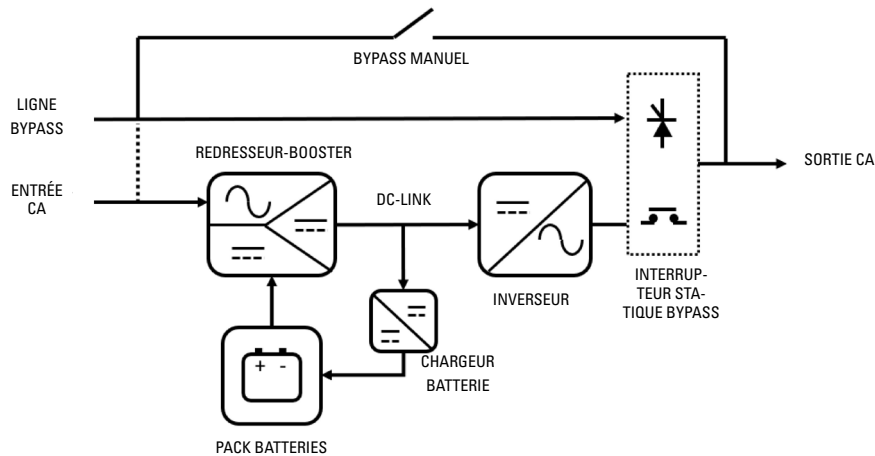 BYPASS MANUEL
LIGNE
BYPASS
REDRESSEUR-BOOSTER
SORTIE CA
ENTRÉE
CA
DC-LINK
INVERSEUR
INTERRUP-
TEUR STA-
TIQUE BYPASS
CHARGEUR
BATTERIE
+ -
PACK BATTERIES